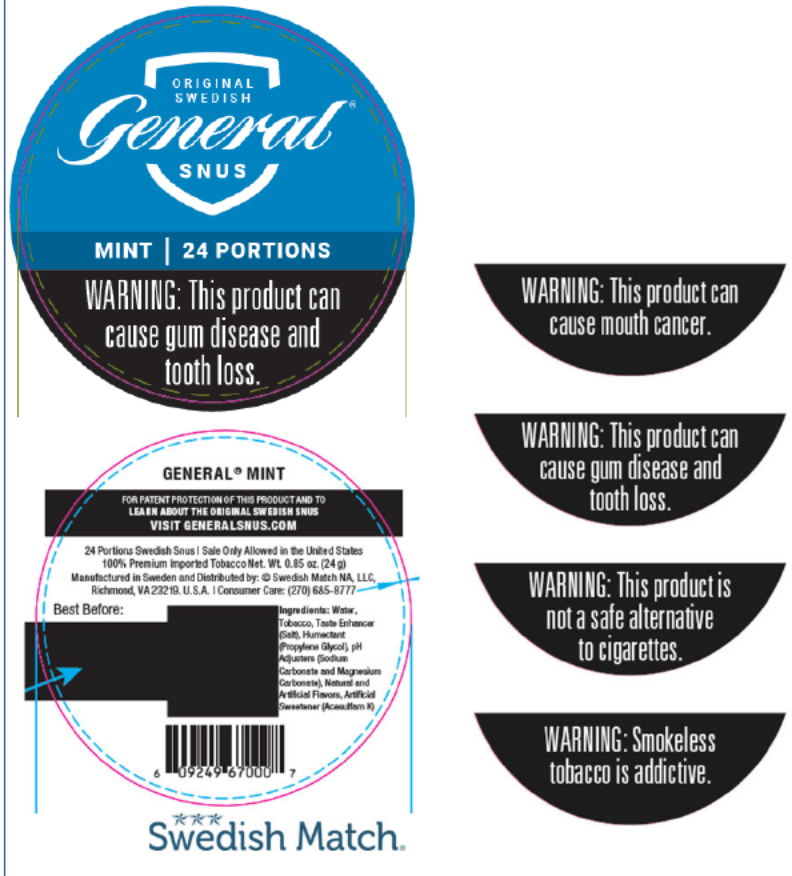 ORIGINAL
SWEDISH
General®
SNUS
MINT | 24 PORTIONS
WARNING: This product can
cause gum disease and
tooth loss.
GENERAL® MINT
FOR PATENT PROTECTION OF THIS PRODUCT AND TO
LEARN ABOUT THE ORIGINAL SWEDISH SNUS
VISIT GENERALSNUS.COM
24 Portions Swedish Snus | Sale Only Allowed in the United States
100% Premium Imported Tobacco Net. Wt. 0.85 oz. (24 g)
Manufactured in Sweden and Distributed by: © Swedish Match NA, LLC,
Richmond, VA 23219. U.S.A. | Consumer Care: (270) 685-8777
Best Before:
Ingredients: Water,
Tobacco, Taste Enhancer
(Salt), Humectant
(Propylene Glycol), pH
Adjusters (Sodium
Carbonate and Magnesium
Carbonate), Natural and
Artificial Flavors, Artificial
Sweetener (Acesulfam K)
6 09249 67000 7
Swedish Match.
WARNING: This product can
cause mouth cancer.
WARNING: This product can
cause gum disease and
tooth loss.
WARNING: This product is
not a safe alternative
to cigarettes.
WARNING: Smokeless
tobacco is addictive.